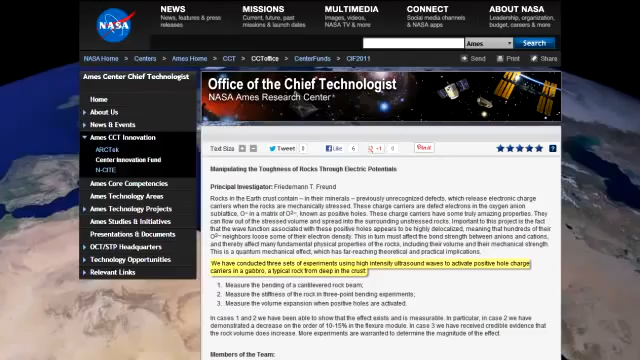 NASA
NEWS
News, features & press releases
MISSIONS
Current, future, past missions & launch dates
MULTIMEDIA
Images, videos, NASA TV & more
CONNECT
Social media channels & NASA apps
ABOUT NASA
Leadership, organization, budget, careers & more
Ames
Search
NASA Home > Centers > Ames Home > CCT > CCToffice > CenterFunds > CIF2011
Send
Print
Share
Ames Center Chief Technologist
Home
About Us
News & Events
Ames CCT Innovation
ARCTek
Center Innovation Fund
N-CITE
Ames Core Competencies
Ames Technology Areas
Ames Technology Projects
Ames Studies & Initiatives
Presentations & Documents
OCT/STP Headquarters
Technology Opportunities
Relevant Links
Office of the Chief Technologist
NASA Ames Research Center
Text Size
Tweet 0
Like 6
+1 0
Pin it
?
Manipulating the Toughness of Rocks Through Electric Potentials
Principal Investigator: Friedemann T. Freund
Rocks in the Earth crust contain – in their minerals – previously unrecognized defects, which release electronic charge
carriers when the rocks are mechanically stressed. These charge carriers are defect electrons in the oxygen anion
sublattice, O⁻ in a matrix of O²⁻, known as positive holes. These charge carriers have some truly amazing properties. They
can flow out of the stressed volume and spread into the surrounding unstressed rocks. Important to this project is the fact
that the wave function associated with these positive holes appears to be highly delocalized, meaning that hundreds of their
O²⁻neighbors loose some of their electron density. This in turn must affect the bond strength between anions and cations,
and thereby affect many fundamental physical properties of the rocks, including their volume and their mechanical strength.
This is a quantum mechanical effect, which has far-reaching theoretical and practical implications.
We have conducted three sets of experiments using high intensity ultrasound waves to activate positive hole charge
carriers in a gabbro, a typical rock from deep in the crust:
1. Measure the bending of a cantilevered rock beam;
2. Measure the stiffness of the rock in three-point bending experiments;
3. Measure the volume expansion when positive holes are activated.
In cases 1 and 2 we have been able to show that the effect exists and is measurable. In particular, in case 2 we have
demonstrated a decrease on the order of 10-15% in the flexure module. In case 3 we have received credible evidence that
the rock volume does increase. More experiments are warranted to determine the magnitude of the effect.
Members of the Team: